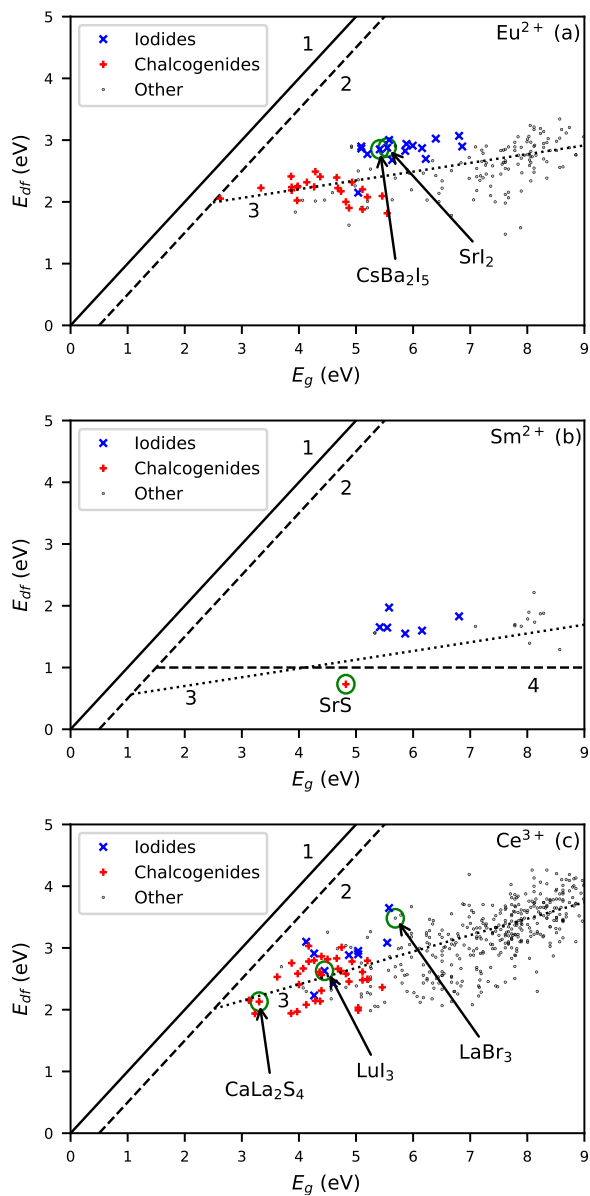 Eu²⁺ (a)
Iodides
Chalcogenides
Other
1
2
3
SrI₂
CsBa₂I₅
E_df (eV)
0 1 2 3 4 5
0 1 2 3 4 5 6 7 8 9
E_g (eV)
Sm²⁺ (b)
Iodides
Chalcogenides
Other
1
2
3
4
SrS
E_df (eV)
0 1 2 3 4 5
0 1 2 3 4 5 6 7 8 9
E_g (eV)
Ce³⁺ (c)
Iodides
Chalcogenides
Other
1
2
3
LaBr₃
LuI₃
CaLa₂S₄
E_df (eV)
0 1 2 3 4 5
0 1 2 3 4 5 6 7 8 9
E_g (eV)